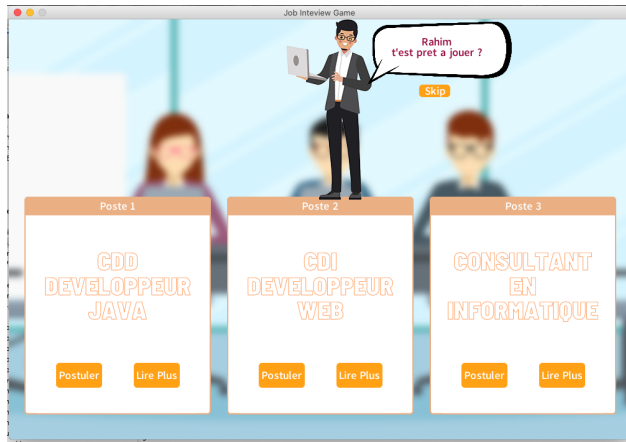 Job Inteview Game
Rahim
t'est pret a jouer ?
Skip
Poste 1
CDD
DEVELOPPEUR
JAVA
Postuler
Lire Plus
Poste 2
CDI
DEVELOPPEUR
WEB
Postuler
Lire Plus
Poste 3
CONSULTANT
EN
INFORMATIQUE
Postuler
Lire Plus